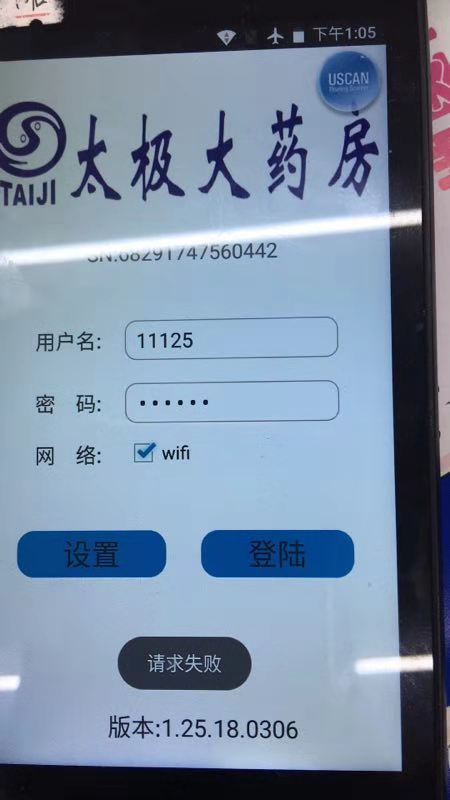 下午1:05
USCAN
TAIJI 太极大药房
SN:68291747560442
用户名: 11125
密 码: ••••••
网 络: wifi
设置 登陆
请求失败
版本:1.25.18.0306